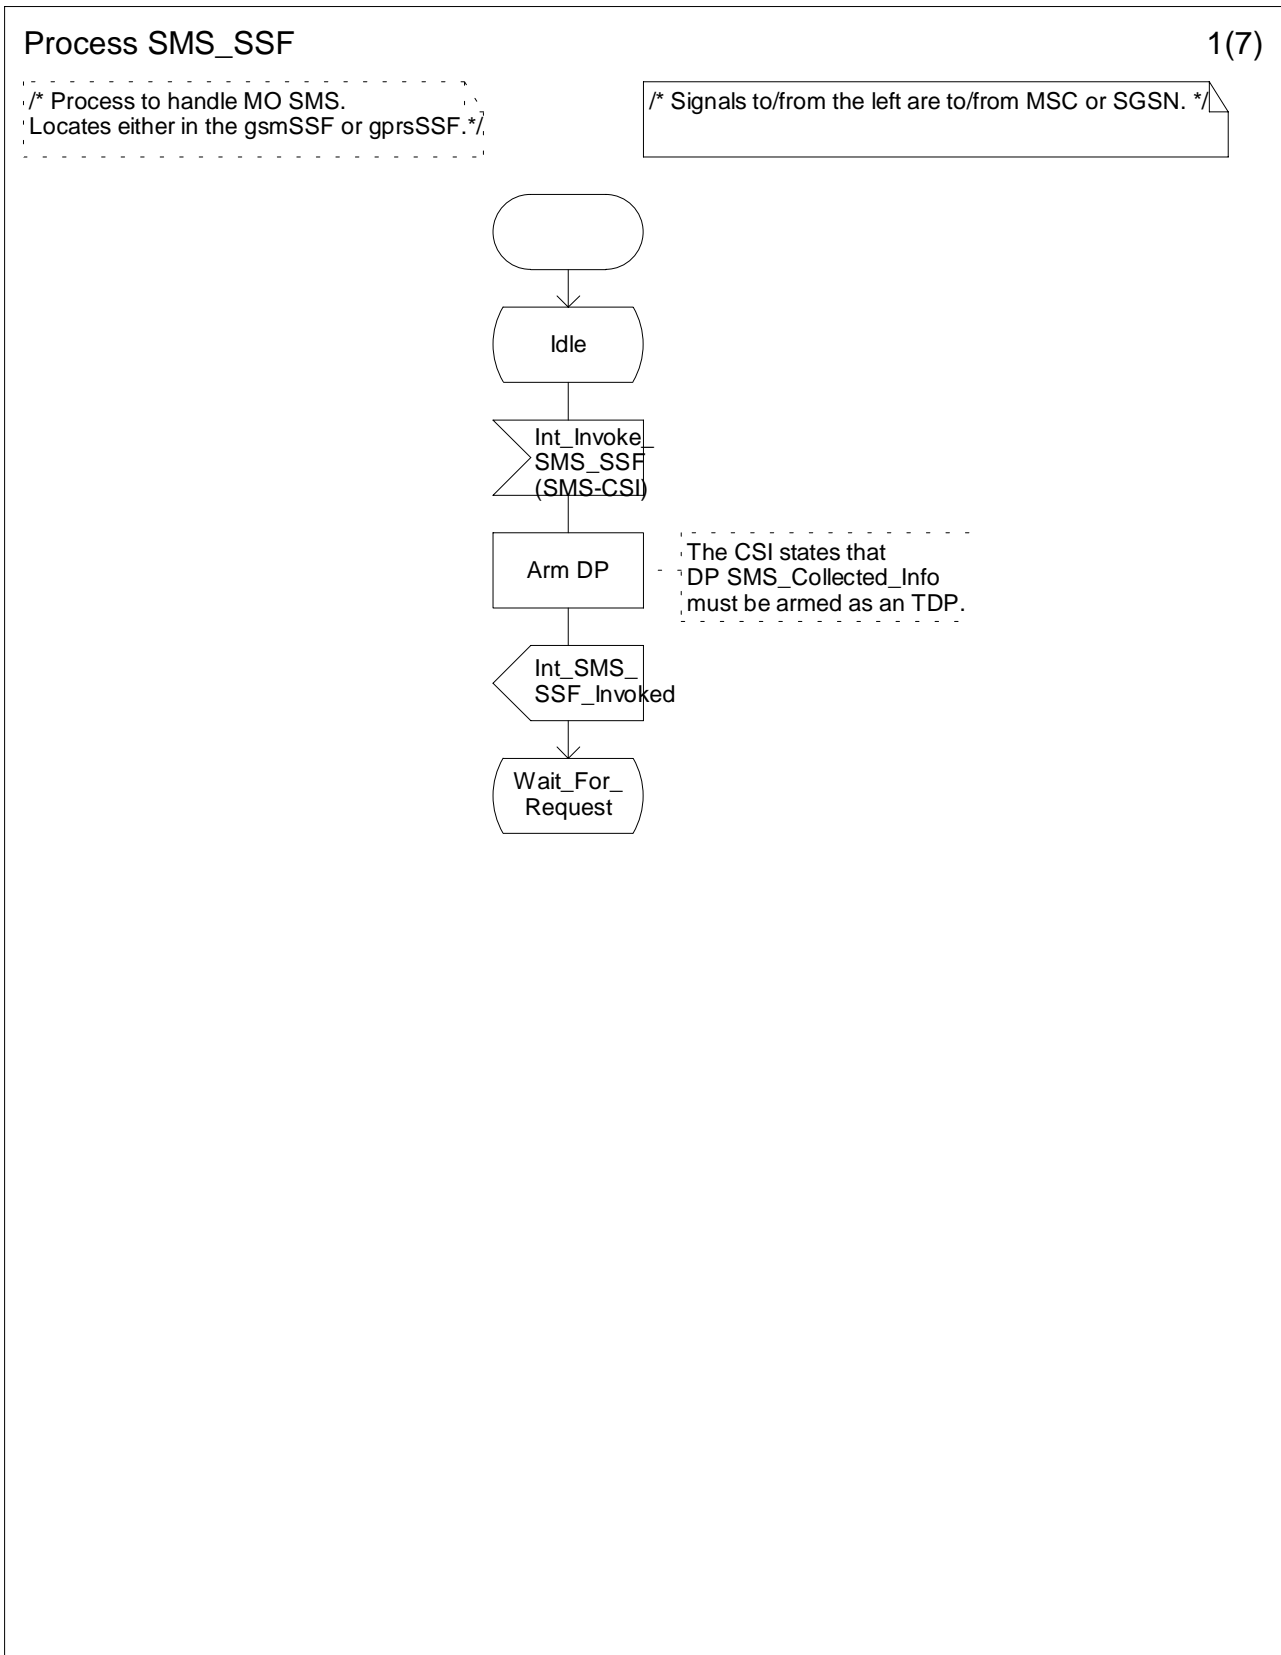 Process SMS_SSF
1(7)
/* Process to handle MO SMS.
Locates either in the gsmSSF or gprsSSF.*/
/* Signals to/from the left are to/from MSC or SGSN. */
Idle
Int_Invoke_
SMS_SSF
(SMS-CSI)
Arm DP
The CSI states that
DP SMS_Collected_Info
must be armed as an TDP.
Int_SMS_
SSF_Invoked
Wait_For_
Request